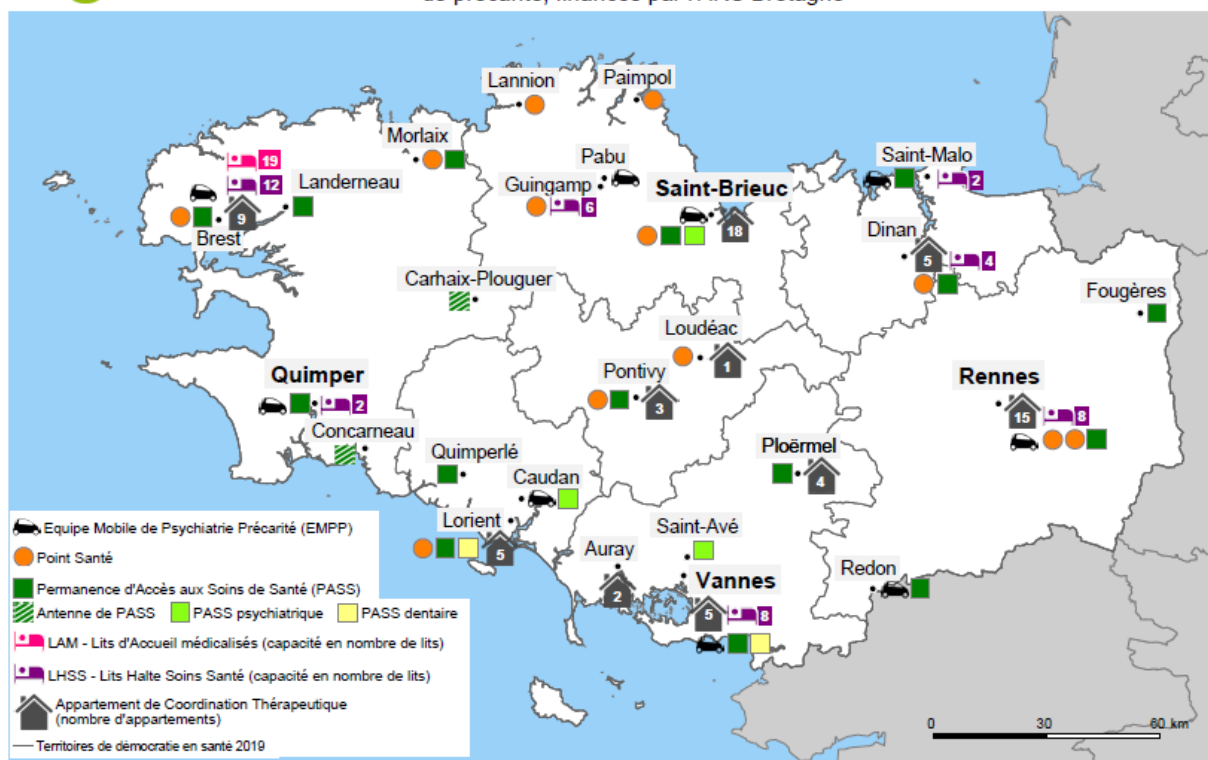 Lannion
Paimpol
Morlaix
Pabu
Saint-Malo
19
2
12
Landerneau
Guingamp
6
Saint-Brieuc
9
18
Brest
Dinan
5
4
Carhaix-Plouguer
Fougères
Loudéac
1
Quimper
Pontivy
3
Rennes
2
15
8
Concarneau
Quimperlé
Ploërmel
4
Caudan
Lorient
5
Saint-Avé
Auray
2
Vannes
5
8
Redon
Equipe Mobile de Psychiatrie Précarité (EMPP)
Point Santé
Permanence d'Accès aux Soins de Santé (PASS)
Antenne de PASS PASS psychiatrique PASS dentaire
LAM - Lits d'Accueil médicalisés (capacité en nombre de lits)
LHSS - Lits Halte Soins Santé (capacité en nombre de lits)
Appartement de Coordination Thérapeutique
(nombre d'appartements)
Territoires de démocratie en santé 2019
0 30 60 km